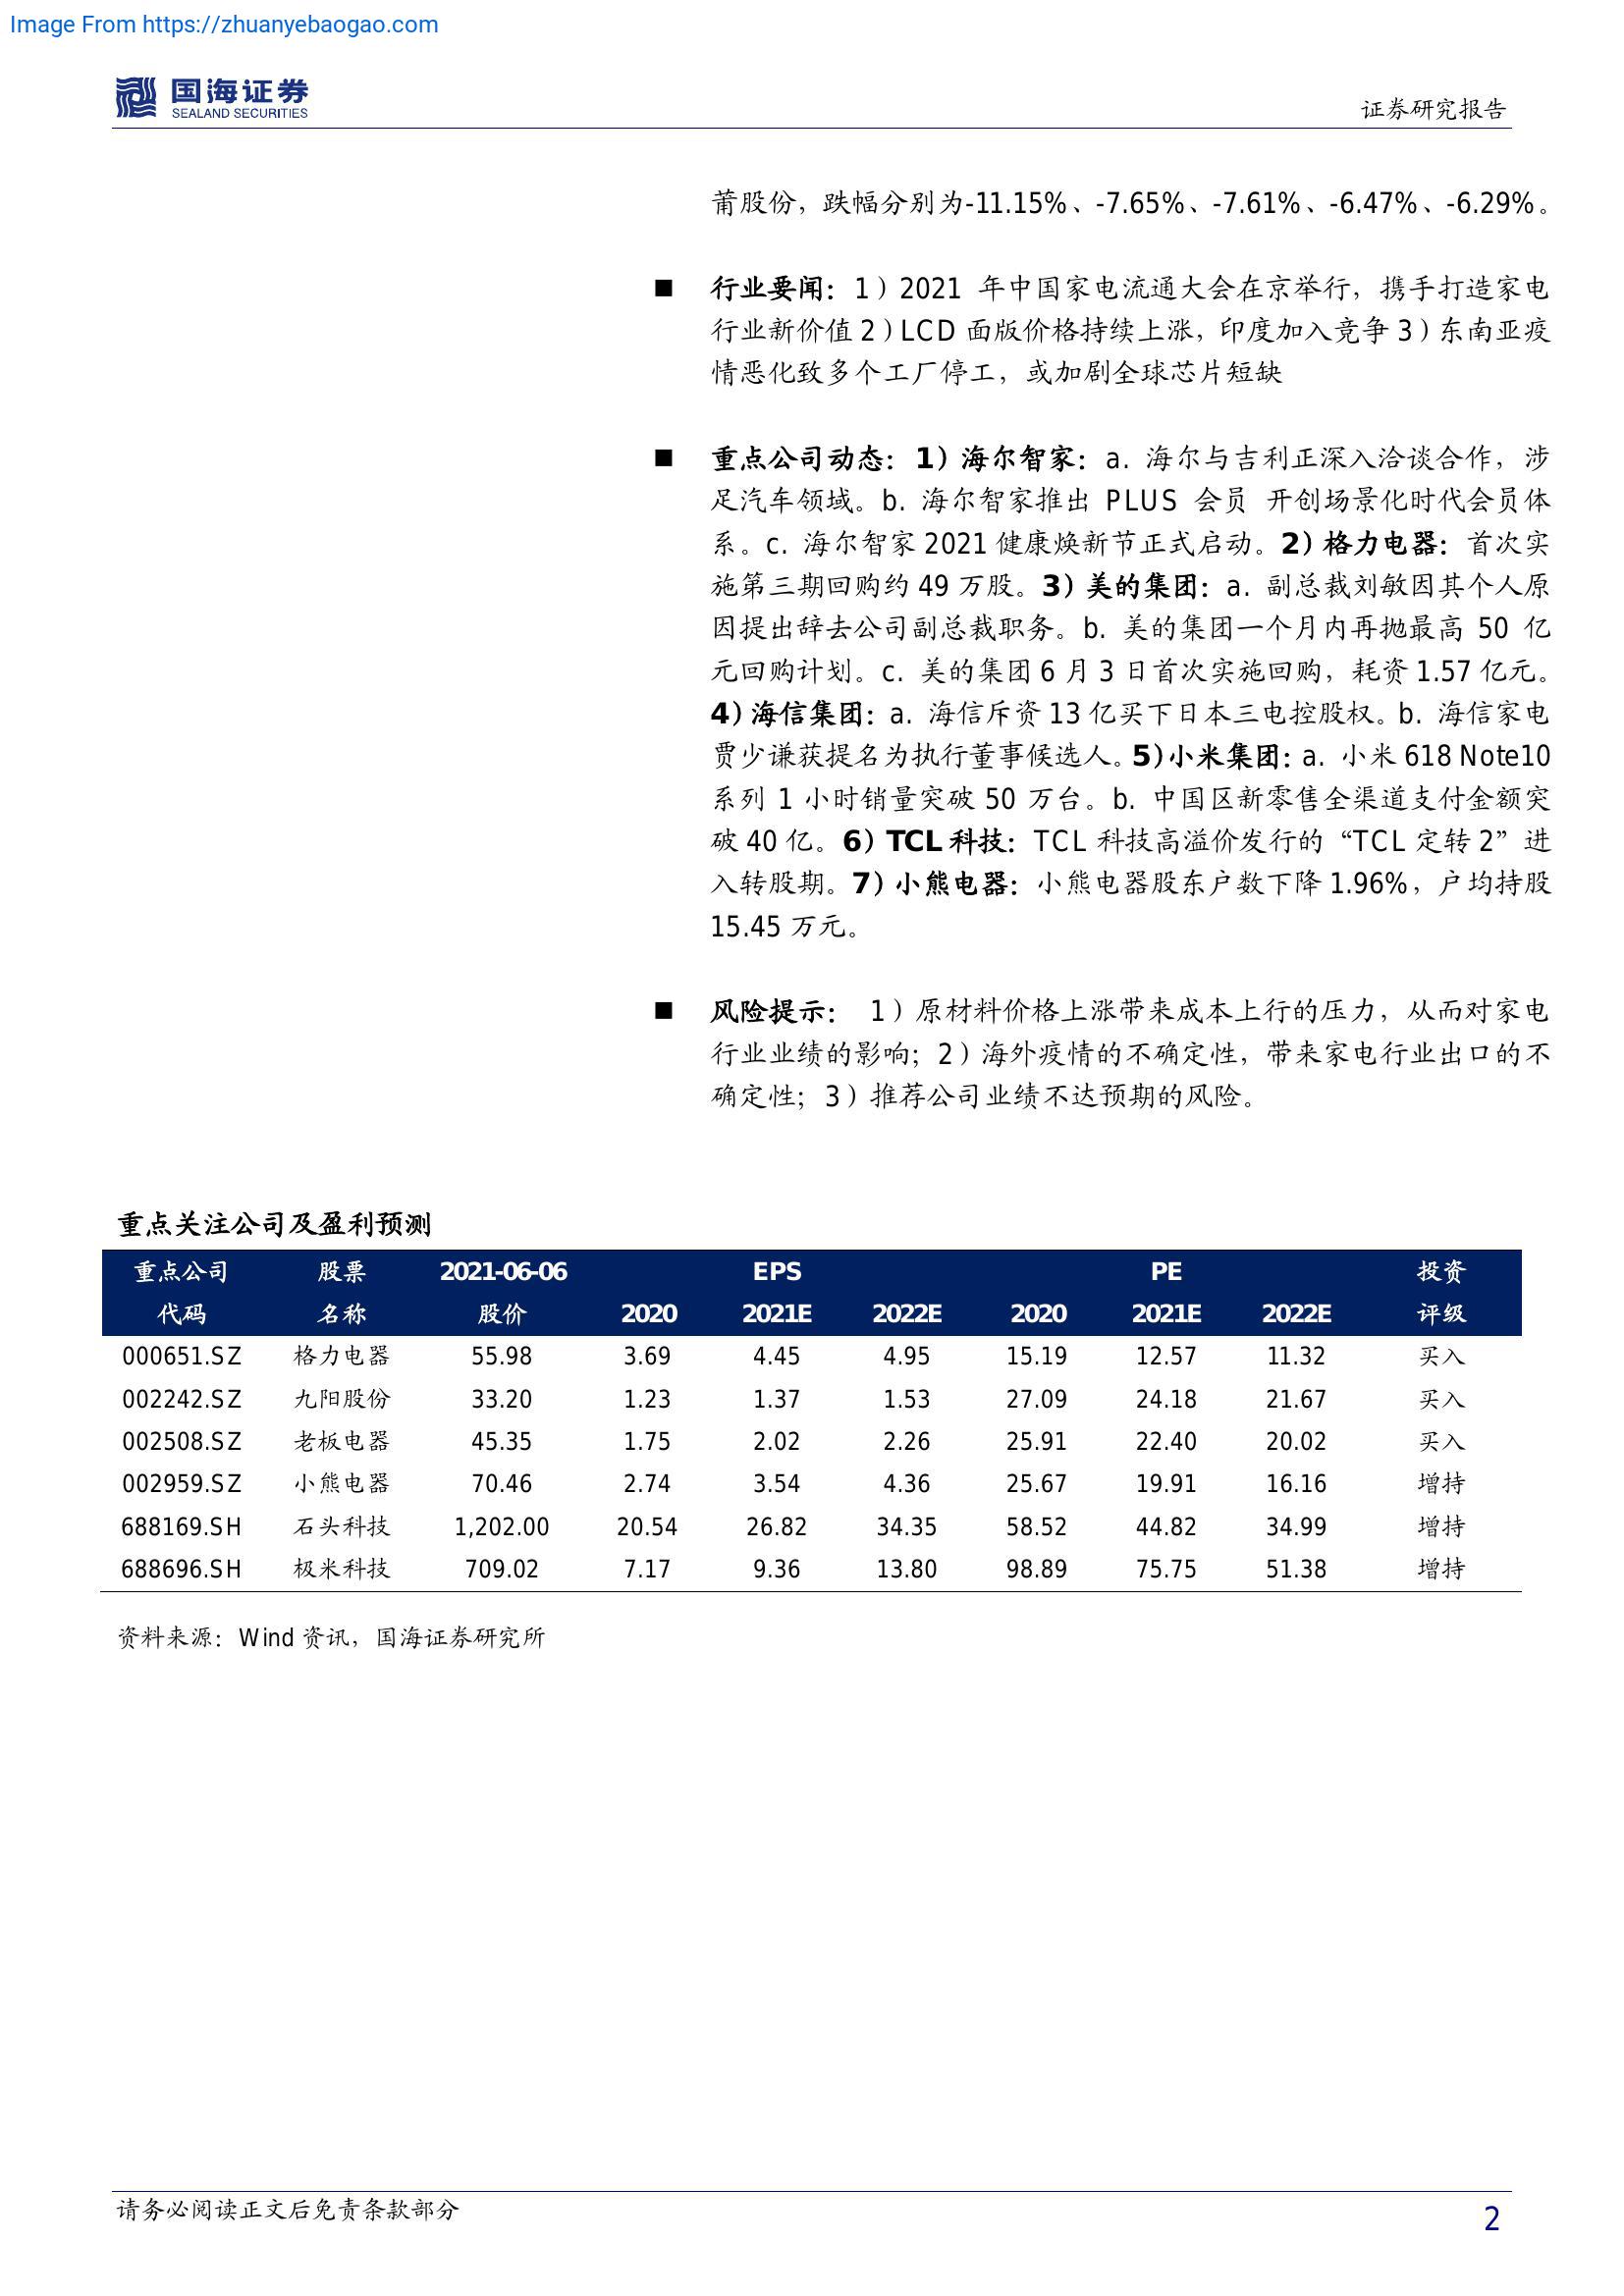 Image From https://zhuanyebaogao.com
国海证券
SEALAND SECURITIES
证券研究报告
莆股份，跌幅分别为-11.15%、-7.65%、-7.61%、-6.47%、-6.29%。
■ 行业要闻：1）2021 年中国家电流通大会在京举行，携手打造家电
行业新价值 2）LCD 面版价格持续上涨，印度加入竞争 3）东南亚疫
情恶化致多个工厂停工，或加剧全球芯片短缺
■ 重点公司动态：1）海尔智家：a. 海尔与吉利正深入洽谈合作，涉
足汽车领域。b. 海尔智家推出 PLUS 会员 开创场景化时代会员体
系。c. 海尔智家 2021 健康焕新节正式启动。2）格力电器：首次实
施第三期回购约 49 万股。3）美的集团：a. 副总裁刘敏因其个人原
因提出辞去公司副总裁职务。b. 美的集团一个月内再抛最高 50 亿
元回购计划。c. 美的集团 6 月 3 日首次实施回购，耗资 1.57 亿元。
4）海信集团：a. 海信斥资 13 亿买下日本三电控股权。b. 海信家电
贾少谦获提名为执行董事候选人。5）小米集团：a. 小米 618 Note10
系列 1 小时销量突破 50 万台。b. 中国区新零售全渠道支付金额突
破 40 亿。6）TCL 科技：TCL 科技高溢价发行的“TCL 定转 2”进
入转股期。7）小熊电器：小熊电器股东户数下降 1.96%，户均持股
15.45 万元。
■ 风险提示： 1）原材料价格上涨带来成本上行的压力，从而对家电
行业业绩的影响；2）海外疫情的不确定性，带来家电行业出口的不
确定性；3）推荐公司业绩不达预期的风险。
重点关注公司及盈利预测
重点公司 股票 2021-06-06 EPS PE 投资
代码 名称 股价 2020 2021E 2022E 2020 2021E 2022E 评级
000651.SZ 格力电器 55.98 3.69 4.45 4.95 15.19 12.57 11.32 买入
002242.SZ 九阳股份 33.20 1.23 1.37 1.53 27.09 24.18 21.67 买入
002508.SZ 老板电器 45.35 1.75 2.02 2.26 25.91 22.40 20.02 买入
002959.SZ 小熊电器 70.46 2.74 3.54 4.36 25.67 19.91 16.16 增持
688169.SH 石头科技 1,202.00 20.54 26.82 34.35 58.52 44.82 34.99 增持
688696.SH 极米科技 709.02 7.17 9.36 13.80 98.89 75.75 51.38 增持
资料来源：Wind 资讯，国海证券研究所
请务必阅读正文后免责条款部分
2